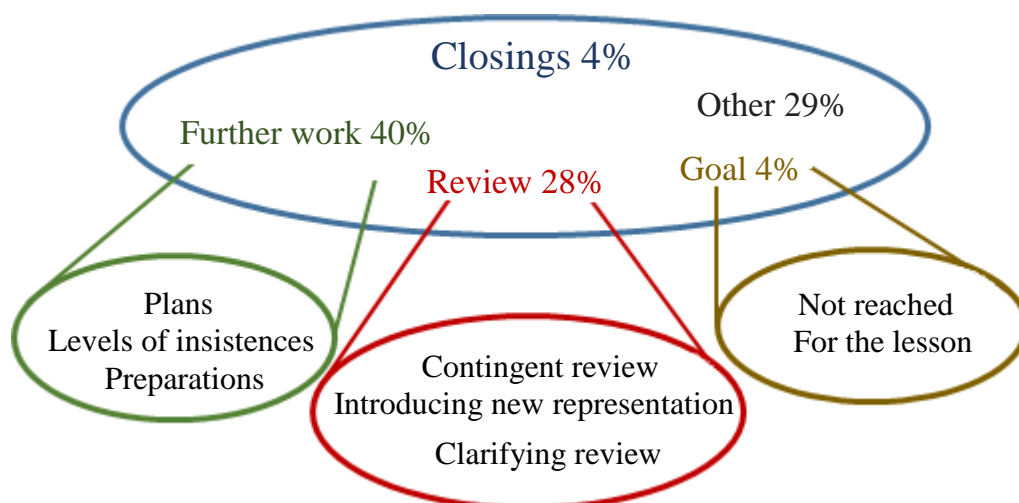 Closings 4%
Other 29%
Further work 40%
Review 28%
Goal 4%
Plans
Levels of insistences
Preparations
Contingent review
Introducing new representation
Clarifying review
Not reached
For the lesson